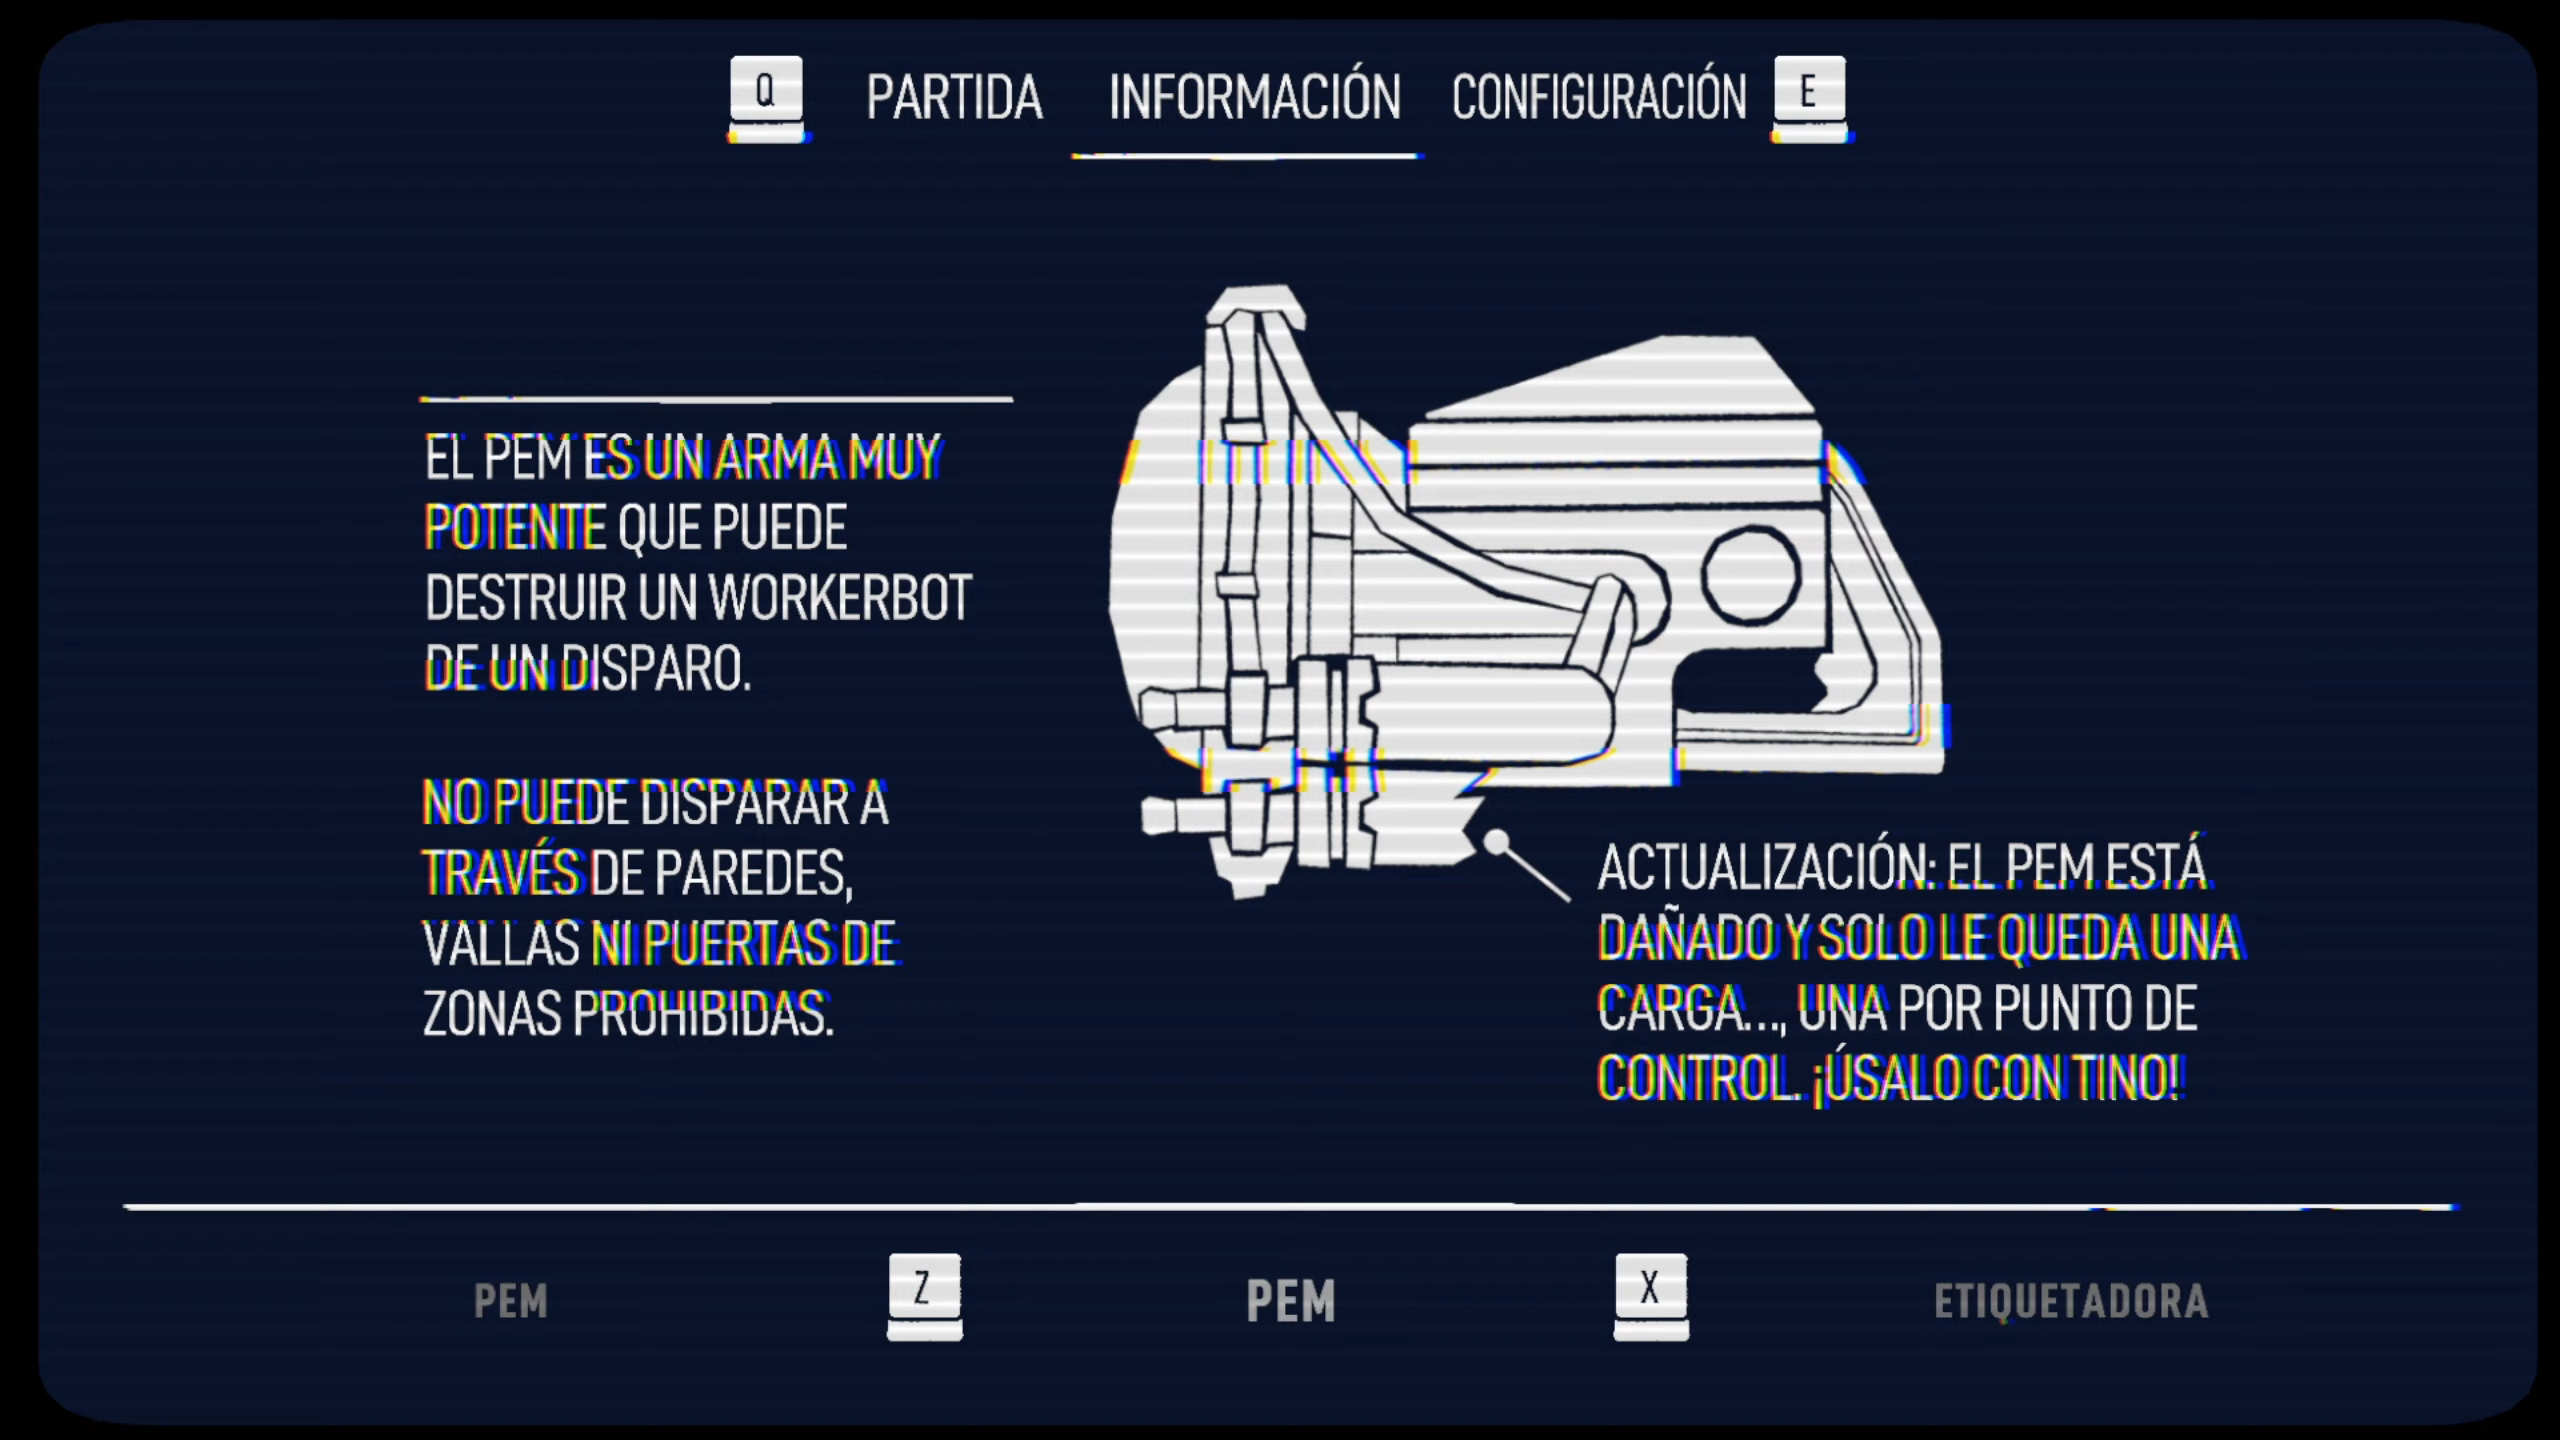 Q PARTIDA INFORMACIÓN CONFIGURACIÓN E
EL PEM ES UN ARMA MUY
POTENTE QUE PUEDE
DESTRUIR UN WORKERBOT
DE UN DISPARO.
NO PUEDE DISPARAR A
TRAVÉS DE PAREDES,
VALLAS NI PUERTAS DE
ZONAS PROHIBIDAS.
ACTUALIZACIÓN: EL PEM ESTÁ
DAÑADO Y SOLO LE QUEDA UNA
CARGA..., UNA POR PUNTO DE
CONTROL. ¡ÚSALO CON TINO!
PEM Z PEM X ETIQUETADORA